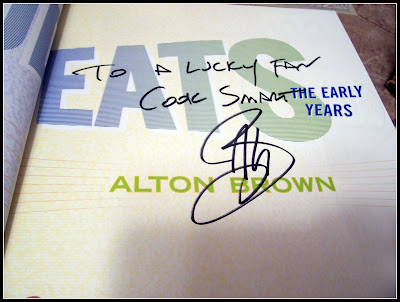 TO A LUCKY FAN
EATS
COOK SMART
THE EARLY
YEARS
ALTON BROWN